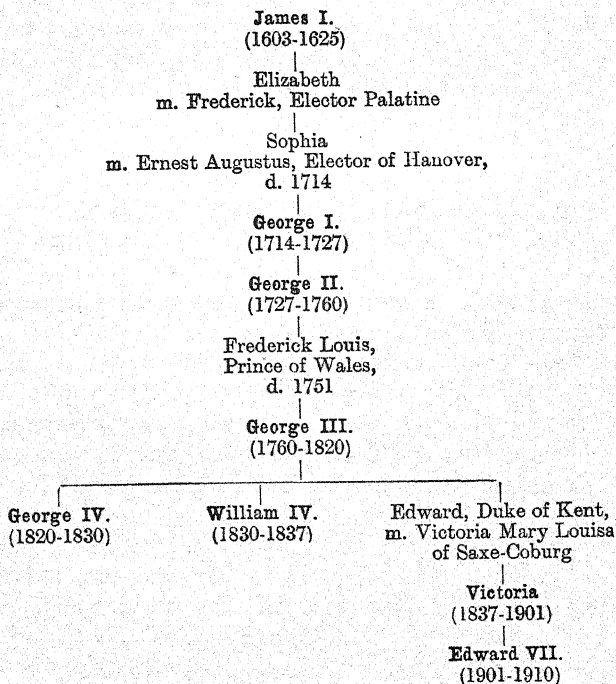 James I.
(1603-1625)
Elizabeth
m. Frederick, Elector Palatine
Sophia
m. Ernest Augustus, Elector of Hanover,
d. 1714
George I.
(1714-1727)
George II.
(1727-1760)
Frederick Louis,
Prince of Wales,
d. 1751
George III.
(1760-1820)
George IV.
(1820-1830)
William IV.
(1830-1837)
Edward, Duke of Kent,
m. Victoria Mary Louisa
of Saxe-Coburg
Victoria
(1837-1901)
Edward VII.
(1901-1910)